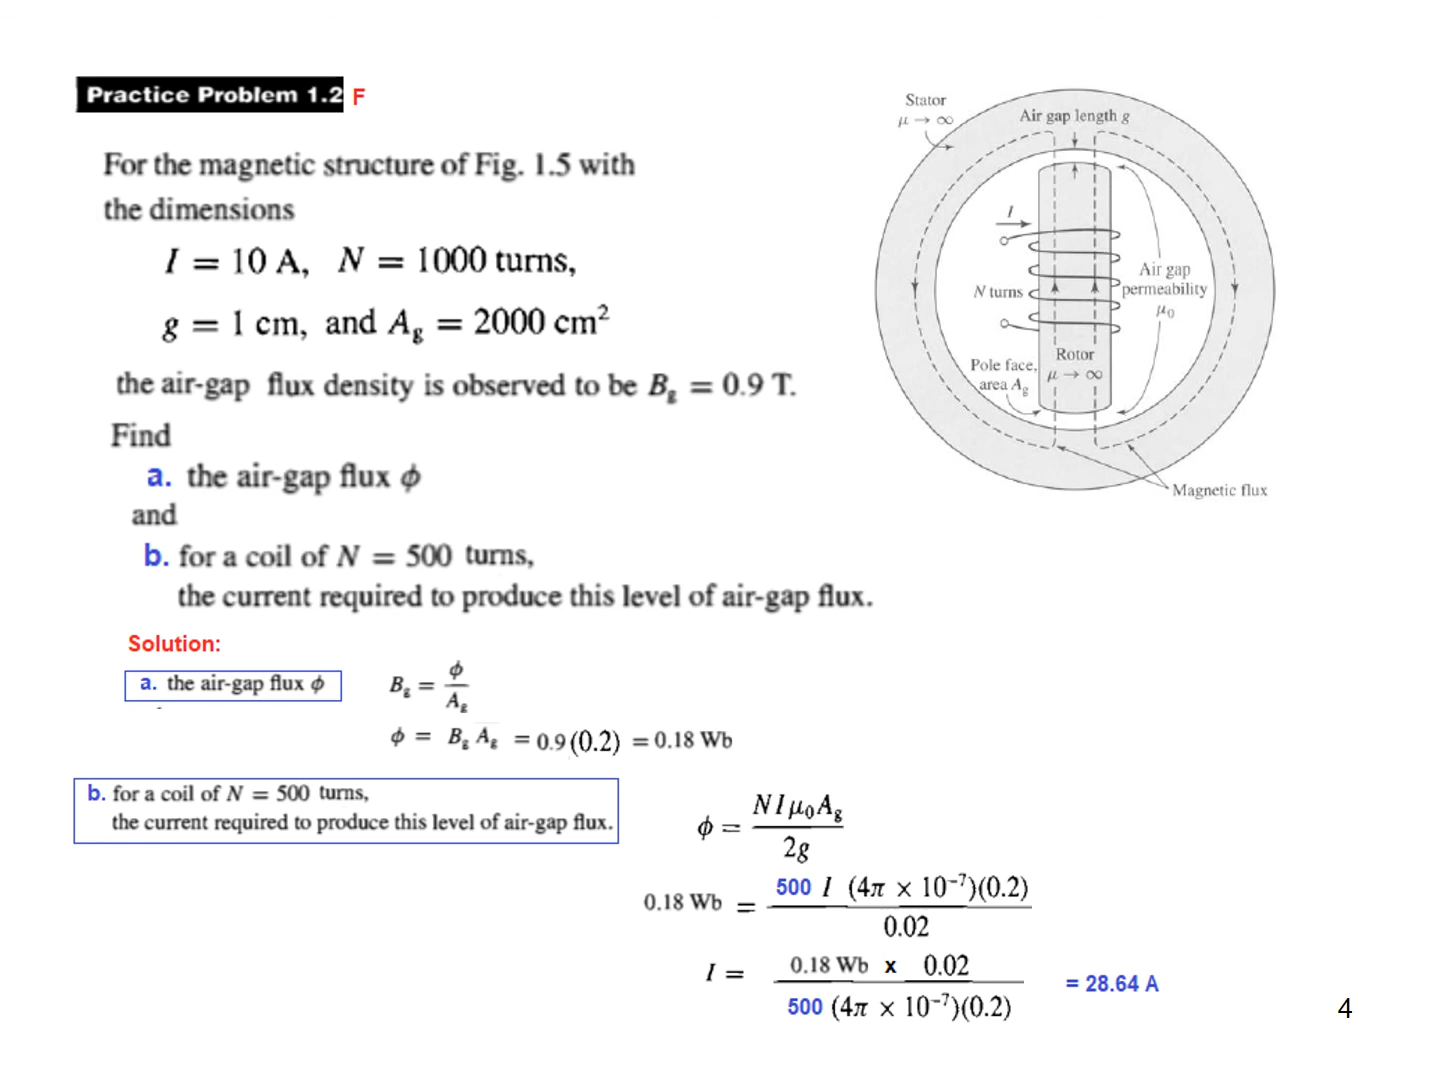 Practice Problem 1.2 F
For the magnetic structure of Fig. 1.5 with
the dimensions
I = 10 A, N = 1000 turns,
g = 1 cm, and A_g = 2000 cm²
the air-gap flux density is observed to be B_g = 0.9 T.
Find
a. the air-gap flux ϕ
and
b. for a coil of N = 500 turns,
the current required to produce this level of air-gap flux.
Stator
μ → ∞
Air gap length g
I
N turns
Air gap
permeability
μ₀
Rotor
μ → ∞
Pole face,
area A_g
Magnetic flux
Solution:
a. the air-gap flux ϕ
B_g = ϕ / A_g
ϕ = B_g A_g = 0.9 (0.2) = 0.18 Wb
b. for a coil of N = 500 turns,
the current required to produce this level of air-gap flux.
ϕ = N I μ₀ A_g / 2g
0.18 Wb = 500 I (4π × 10⁻⁷)(0.2) / 0.02
I = 0.18 Wb x 0.02 / 500 (4π × 10⁻⁷)(0.2) = 28.64 A
4